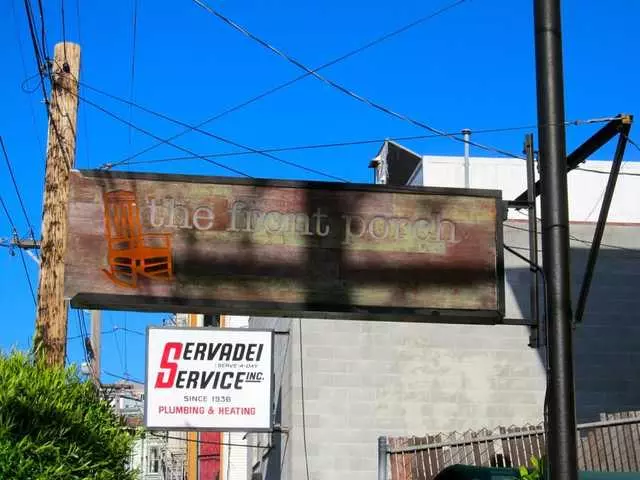 the front porch
SERVADEI
SERVE-A-DAY
SERVICE INC.
SINCE 1936
PLUMBING & HEATING